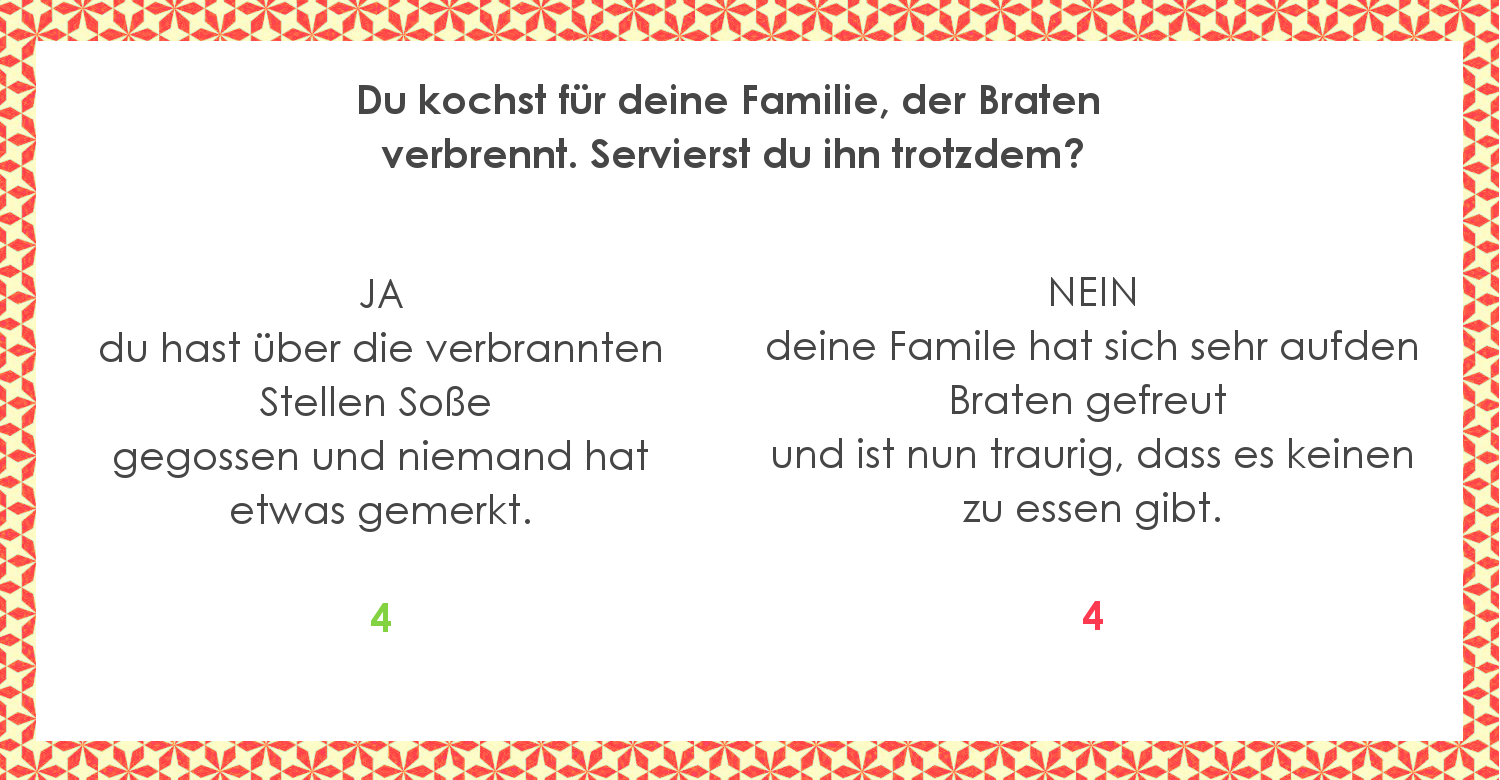 Du kochst für deine Familie, der Braten
verbrennt. Servierst du ihn trotzdem?
JA
du hast über die verbrannten
Stellen Soße
gegossen und niemand hat
etwas gemerkt.
4
NEIN
deine Famile hat sich sehr aufden
Braten gefreut
und ist nun traurig, dass es keinen
zu essen gibt.
4